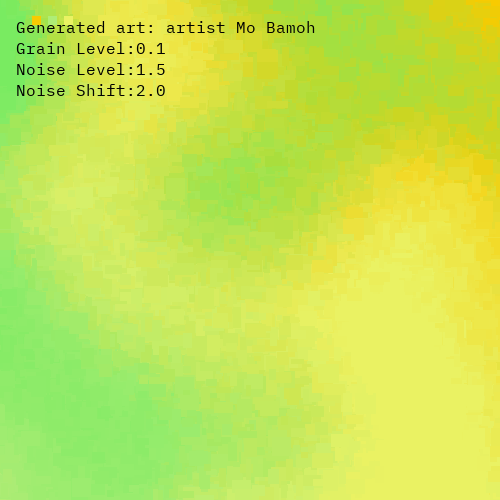 Generated art: artist Mo Bamoh
Grain Level:0.1
Noise Level:1.5
Noise Shift:2.0